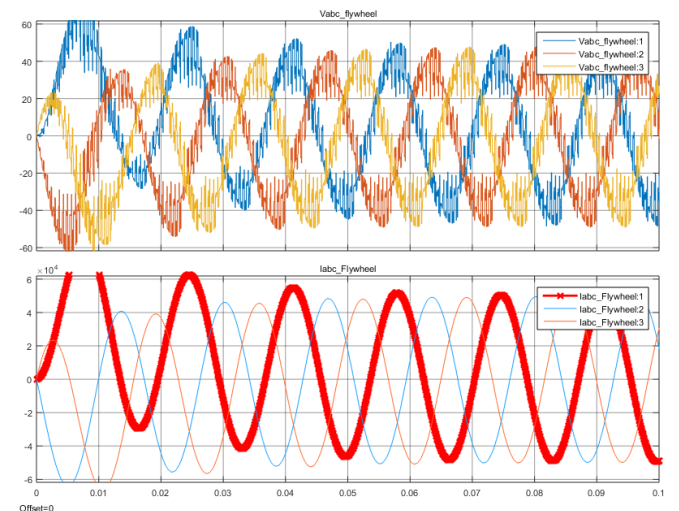 Vabc_flywheel
60
40
20
0
-20
-40
-60
Vabc_flywheel:1
Vabc_flywheel:2
Vabc_flywheel:3
×10^4
Iabc_Flywheel
6
4
2
0
-2
-4
-6
Iabc_Flywheel:1
Iabc_Flywheel:2
Iabc_Flywheel:3
0 0.01 0.02 0.03 0.04 0.05 0.06 0.07 0.08 0.09 0.1
Offset=0